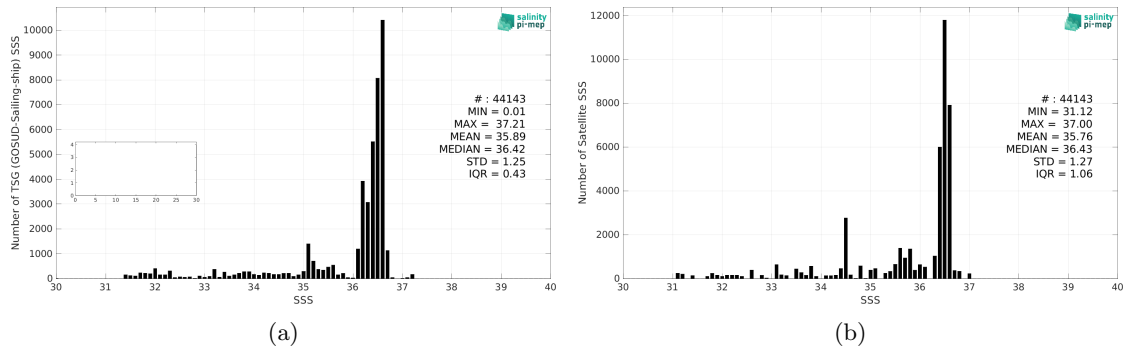 salinity
pi-mep
Number of TSG (GOSUD-Sailing-ship) SSS
10000
9000
8000
7000
6000
5000
4000
3000
2000
1000
0
# : 44143
MIN = 0.01
MAX = 37.21
MEAN = 35.89
MEDIAN = 36.42
STD = 1.25
IQR = 0.43
4
3
2
1
0
0 5 10 15 20 25 30
30 31 32 33 34 35 36 37 38 39 40
SSS
(a)
salinity
pi-mep
Number of Satellite SSS
12000
10000
8000
6000
4000
2000
0
# : 44143
MIN = 31.12
MAX = 37.00
MEAN = 35.76
MEDIAN = 36.43
STD = 1.27
IQR = 1.06
30 31 32 33 34 35 36 37 38 39 40
SSS
(b)